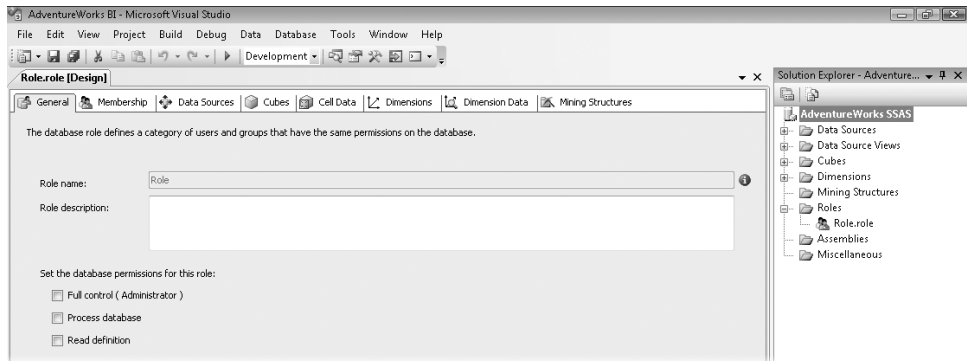 AdventureWorks BI - Microsoft Visual Studio
File Edit View Project Build Debug Data Database Tools Window Help
Development
Role.role [Design]
General Membership Data Sources Cubes Cell Data Dimensions Dimension Data Mining Structures
The database role defines a category of users and groups that have the same permissions on the database.
Role name:
Role
Role description:
Set the database permissions for this role:
Full control ( Administrator )
Process database
Read definition
Solution Explorer - Adventure...
AdventureWorks SSAS
Data Sources
Data Source Views
Cubes
Dimensions
Mining Structures
Roles
Role.role
Assemblies
Miscellaneous